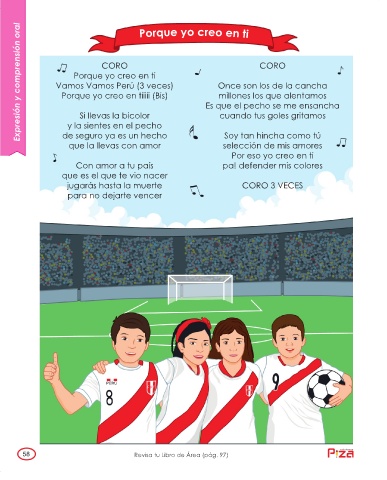 Expresión y comprensión oral
Porque yo creo en ti
CORO
Porque yo creo en ti
Vamos Vamos Perú (3 veces)
Porque yo creo en tiiiii (Bis)
Si llevas la bicolor
y la sientes en el pecho
de seguro ya es un hecho
que la llevas con amor
Con amor a tu pais
que es el que te vio nacer
jugarás hasta la muerte
para no dejarte vencer
CORO
Once son los de la cancha
millones los que alentamos
Es que el pecho se me ensancha
cuando tus goles gritamos
Soy tan hincha como tú
selección de mis amores
Por eso yo creo en ti
pa! defender mis colores
CORO 3 VECES
PERÚ
8
9
58
Revisa tu Libro de Área (pág. 97)
Piza